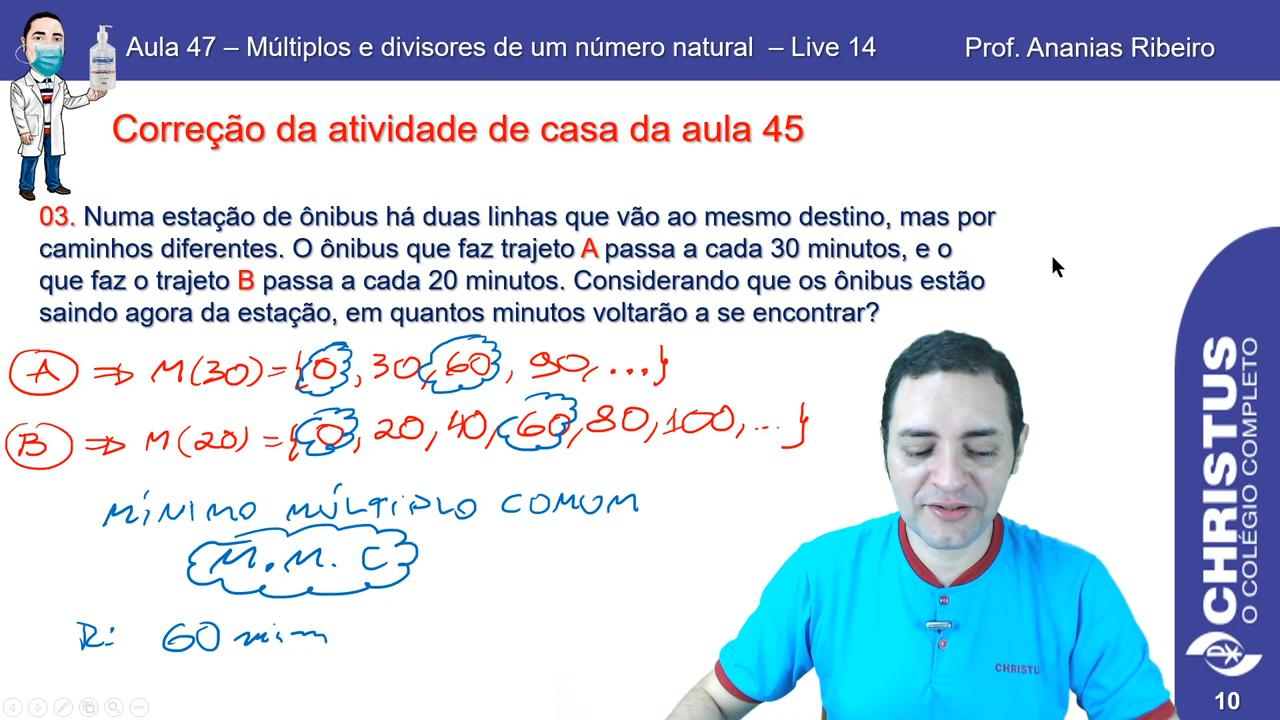 Aula 47 – Múltiplos e divisores de um número natural – Live 14
Prof. Ananias Ribeiro
Correção da atividade de casa da aula 45
03. Numa estação de ônibus há duas linhas que vão ao mesmo destino, mas por
caminhos diferentes. O ônibus que faz trajeto A passa a cada 30 minutos, e o
que faz o trajeto B passa a cada 20 minutos. Considerando que os ônibus estão
saindo agora da estação, em quantos minutos voltarão a se encontrar?
A ⇒ M(30) = {0, 30, 60, 90, ...}
B ⇒ M(20) = {0, 20, 40, 60, 80, 100, ...}
MÍNIMO MÚLTIPLO COMUM
M.M.C
R: 60 min
CHRISTUS
O COLÉGIO COMPLETO
CHRISTU
10